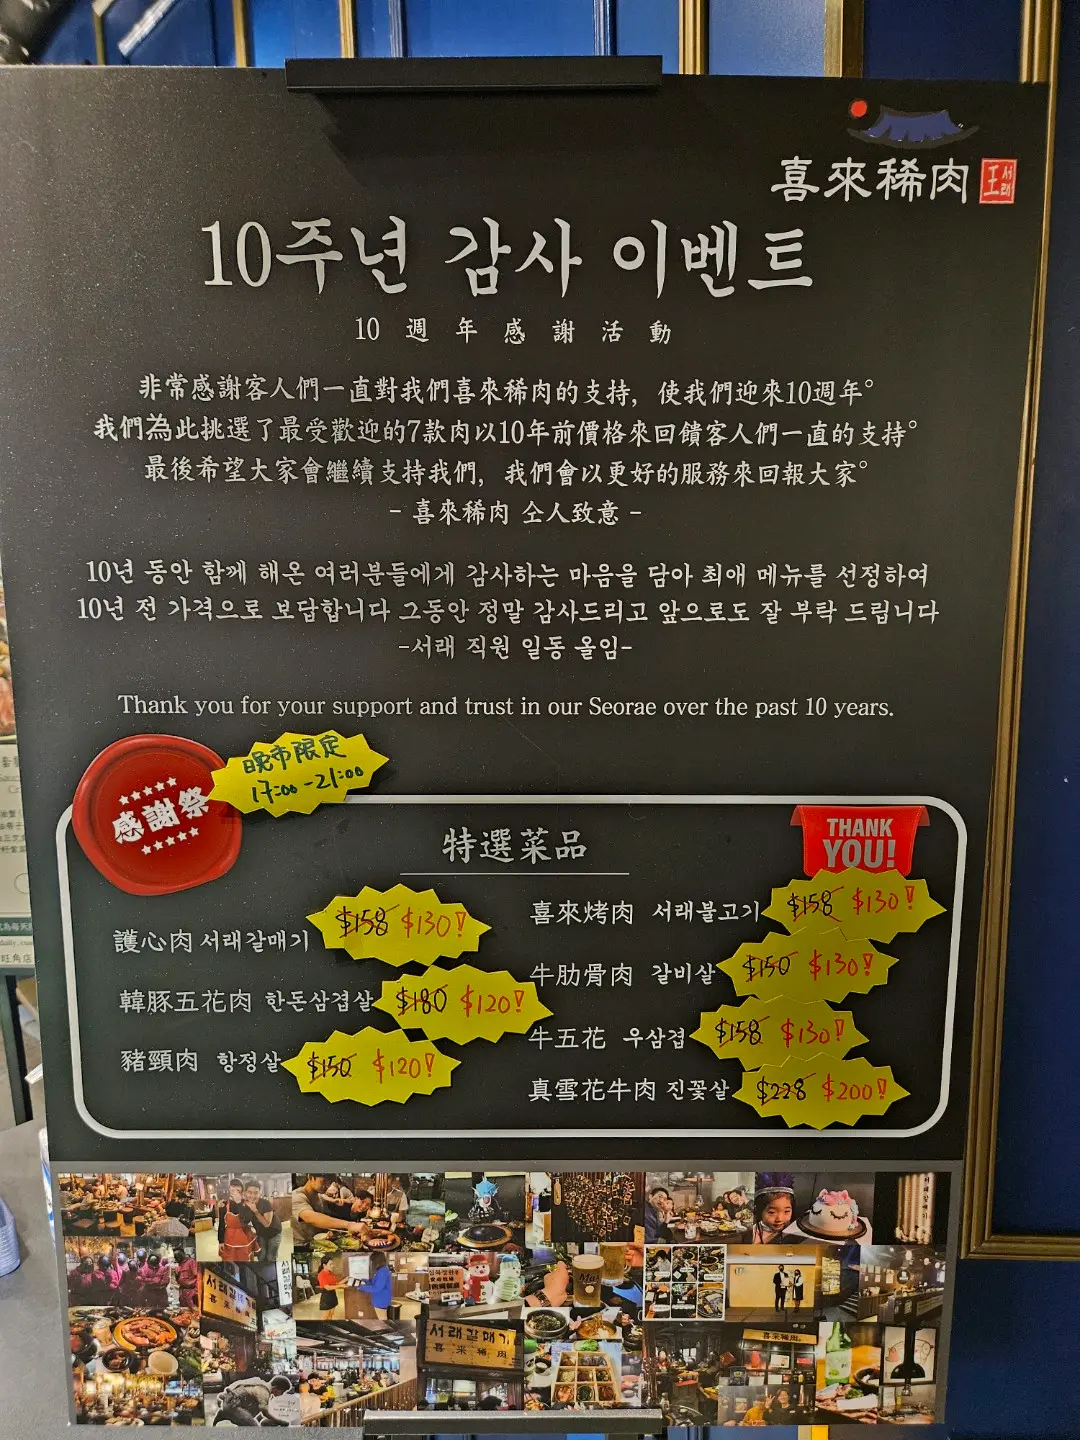 喜來稀肉 王 서래
10주년 감사 이벤트
10 週年感謝活動
非常感謝客人們一直對我們喜來稀肉的支持，使我們迎來10週年。
我們為此挑選了最受歡迎的7款肉以10年前價格來回饋客人們一直的支持。
最後希望大家會繼續支持我們，我們會以更好的服務來回報大家。
- 喜來稀肉 仝人致意 -
10년 동안 함께 해온 여러분들에게 감사하는 마음을 담아 최애 메뉴를 선정하여
10년 전 가격으로 보답합니다 그동안 정말 감사드리고 앞으로도 잘 부탁 드립니다
-서래 직원 일동 올임-
Thank you for your support and trust in our Seorae over the past 10 years.
感謝祭
晚市限定
17:00-21:00
特選菜品
THANK
YOU!
護心肉 서래갈매기 $158 $130!
韓豚五花肉 한돈삼겹살 $180 $120!
豬頸肉 항정살 $150 $120!
喜來烤肉 서래불고기 $158 $130!
牛肋骨肉 갈비살 $150 $130!
牛五花 우삼겹 $158 $130!
真雪花牛肉 진꽃살 $228 $200!
서래갈매기
喜來稀肉
旺角店